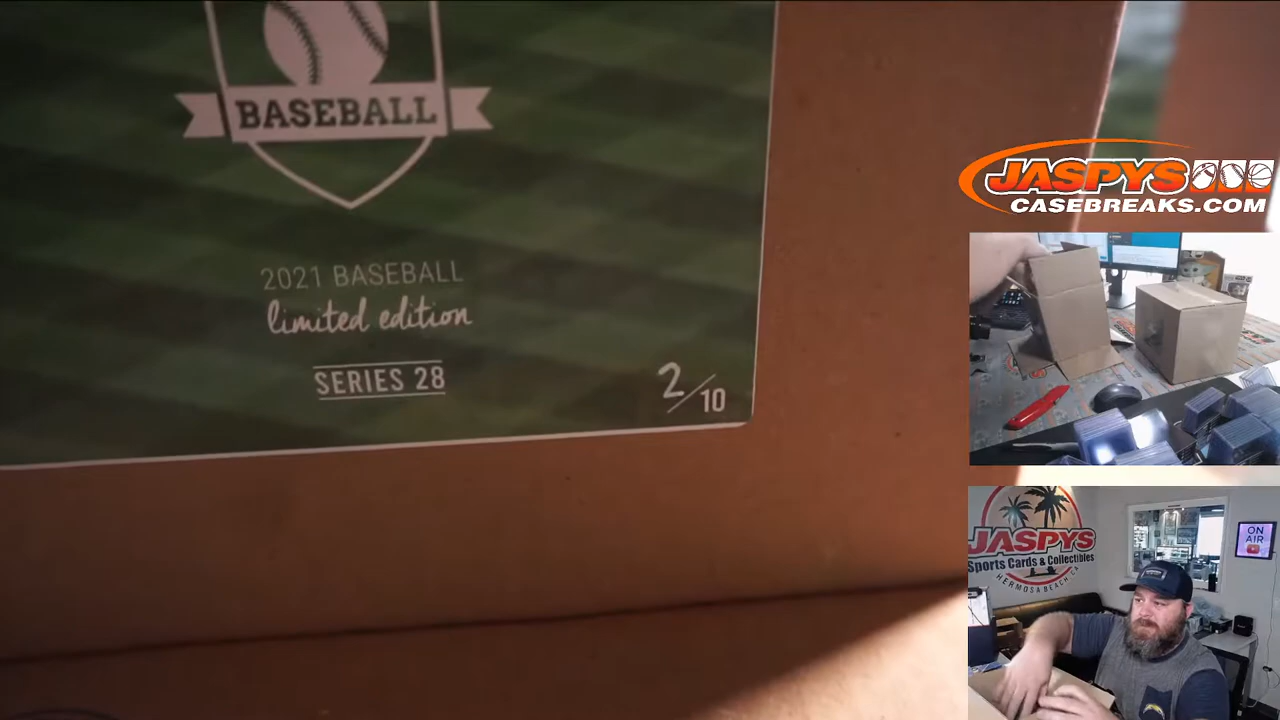 BASEBALL
2021 BASEBALL
limited edition
SERIES 28
2/10
JASPYS
CASEBREAKS.COM
JASPYS
Sports Cards & Collectibles
HERMOSA BEACH, CA
ON
AIR